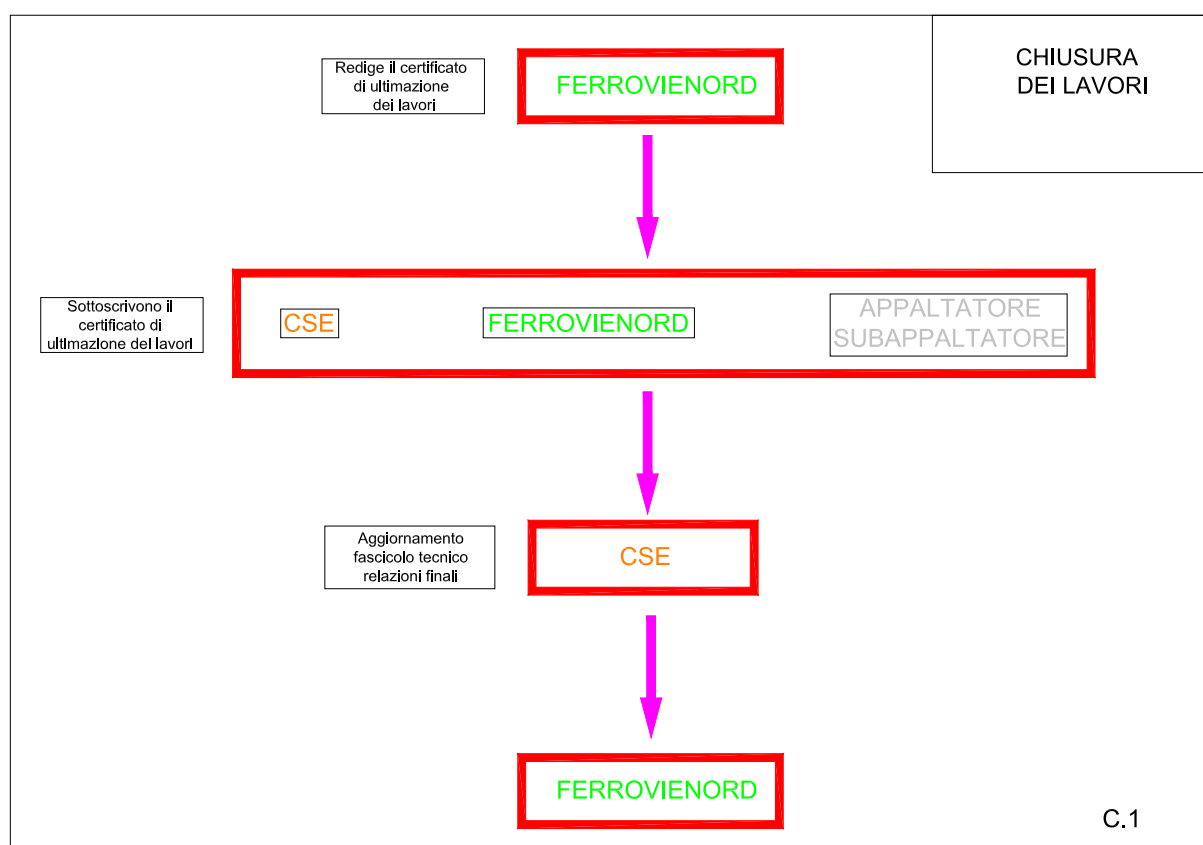 Redige il certificato
di ultimazione
dei lavori
FERROVIENORD
CHIUSURA
DEI LAVORI
Sottoscrivono il
certificato di
ultimazione dei lavori
CSE
FERROVIENORD
APPALTATORE
SUBAPPALTATORE
Aggiornamento
fascicolo tecnico
relazioni finali
CSE
FERROVIENORD
C.1